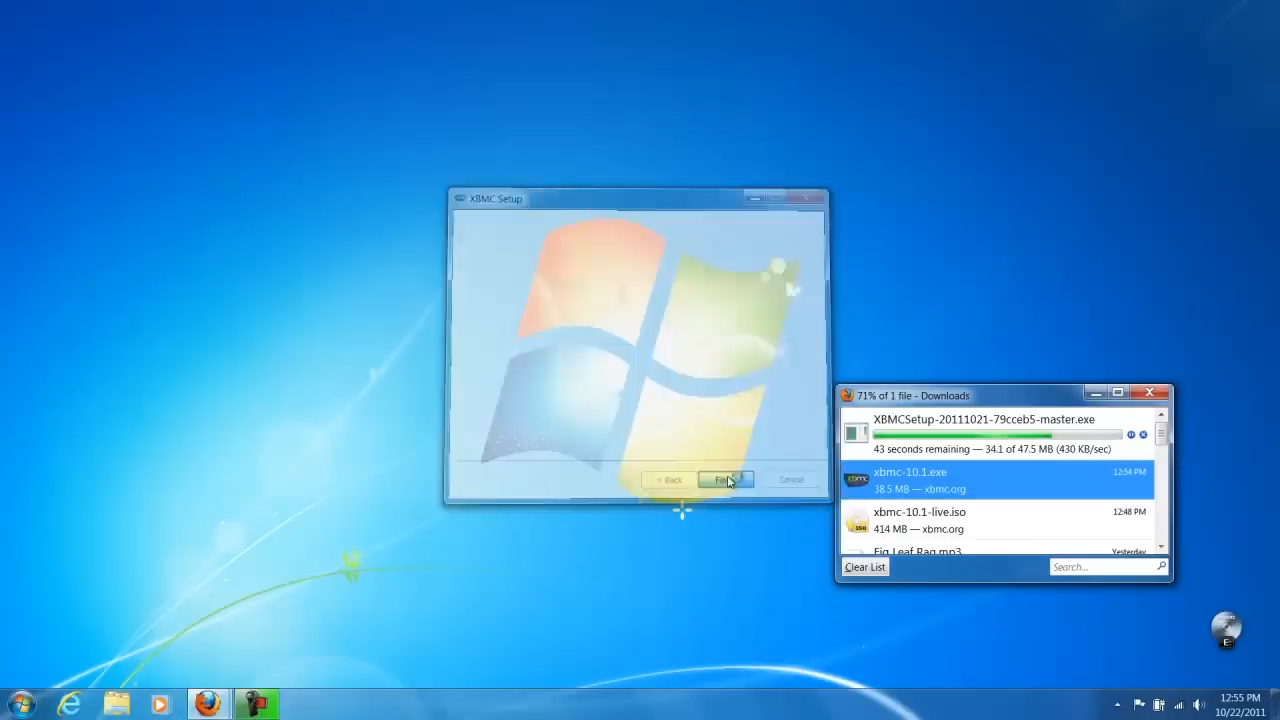 XBMC Setup
< Back
Fin
Cancel
71% of 1 file - Downloads
XBMCSetup-20111021-79cceb5-master.exe
43 seconds remaining — 34.1 of 47.5 MB (430 KB/sec)
xbmc-10.1.exe 12:54 PM
38.5 MB — xbmc.org
xbmc-10.1-live.iso 12:48 PM
414 MB — xbmc.org
Fig Leaf Rag.mp3 Yesterday
Clear List
Search...
E:
12:55 PM
10/22/2011